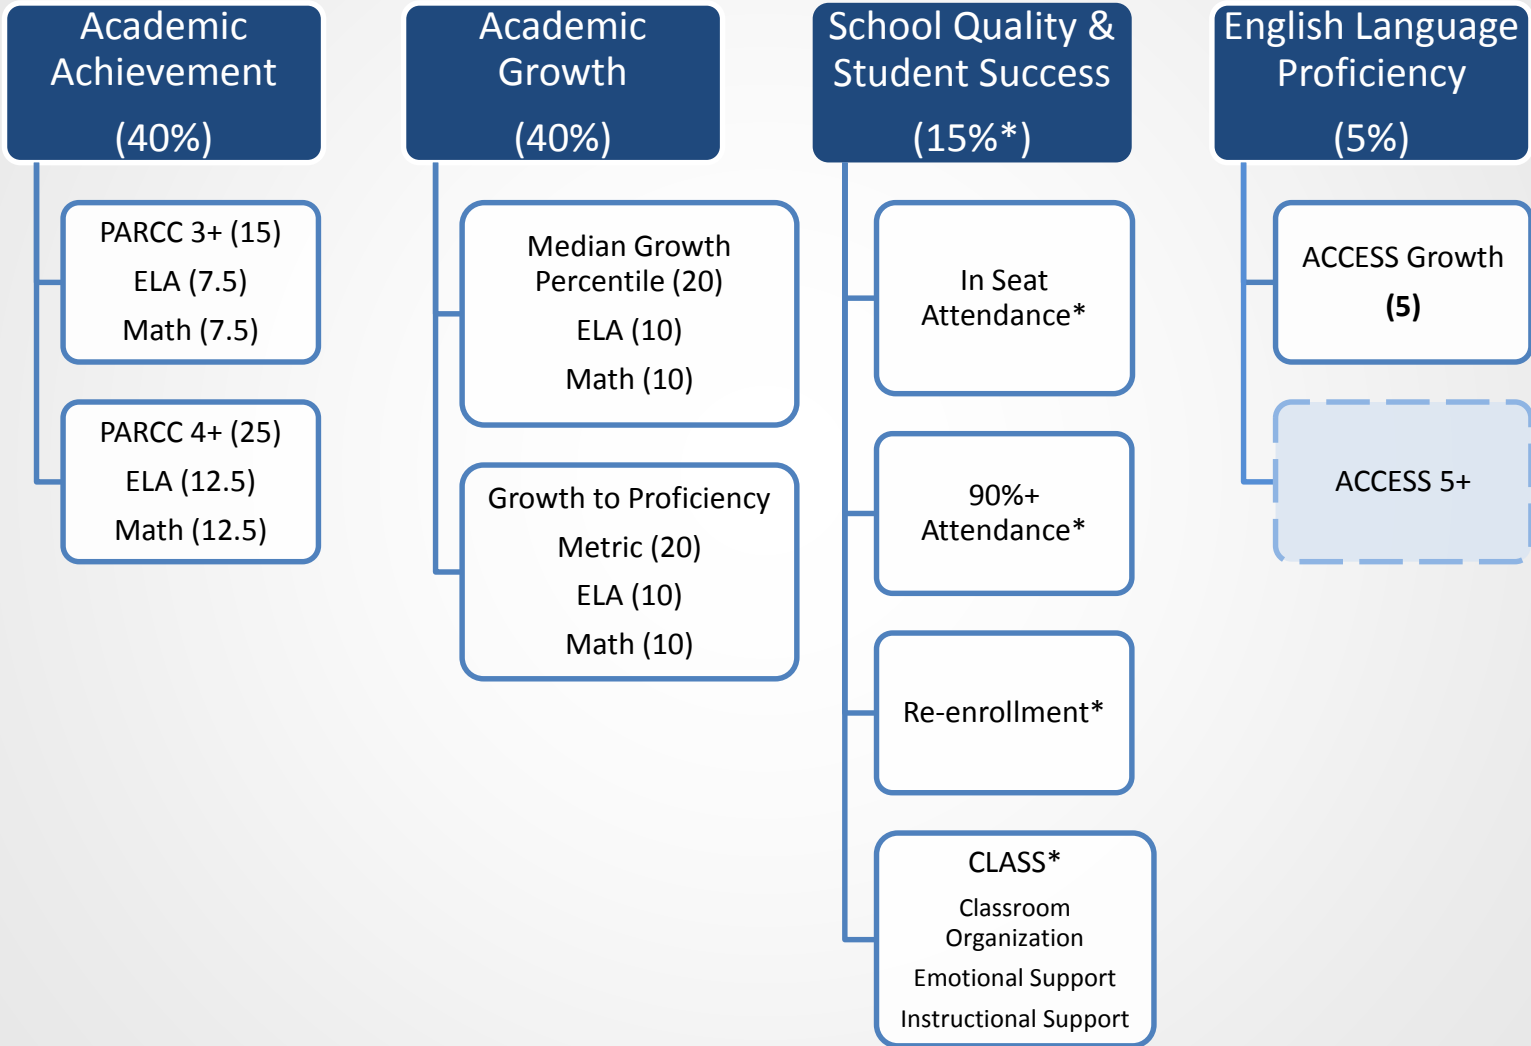 Academic
Achievement
(40%)
PARCC 3+ (15)
ELA (7.5)
Math (7.5)
PARCC 4+ (25)
ELA (12.5)
Math (12.5)
Academic
Growth
(40%)
Median Growth
Percentile (20)
ELA (10)
Math (10)
Growth to Proficiency
Metric (20)
ELA (10)
Math (10)
School Quality &
Student Success
(15%*)
In Seat
Attendance*
90%+
Attendance*
Re-enrollment*
CLASS*
Classroom
Organization
Emotional Support
Instructional Support
English Language
Proficiency
(5%)
ACCESS Growth
(5)
ACCESS 5+